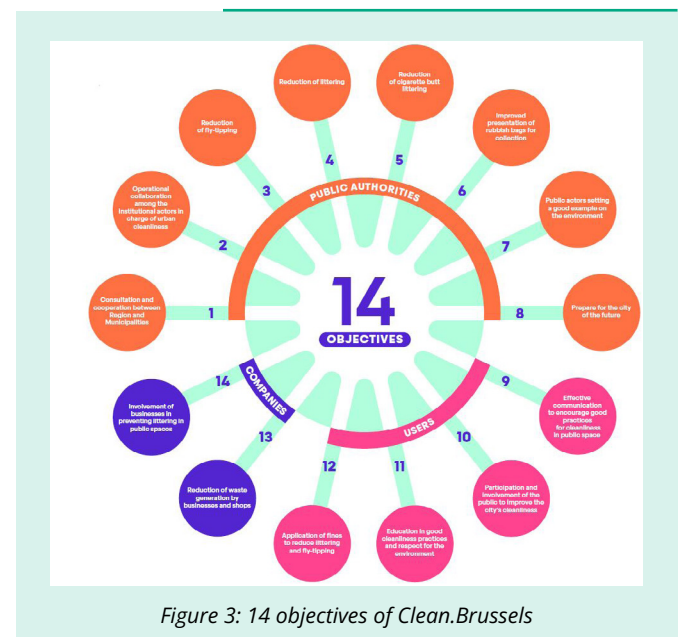 Reduction of littering
Reduction
of cigarette butt
littering
Reduction
of fly-tipping
Improved
presentation of
rubbish bags for
collection
Operational
collaboration
among the
institutional actors in
charge of urban
cleanliness
Public actors setting
a good example on
the environment
Consultation and
cooperation between
Region and
Municipalities
Prepare for the city
of the future
PUBLIC AUTHORITIES
1
2
3
4
5
6
7
8
14
OBJECTIVES
COMPANIES
USERS
14
13
12
11
10
9
Involvement of
businesses in
preventing littering in
public spaces
Effective
communication
to encourage good
practices
for cleanliness
in public space
Reduction of waste
generation by
businesses and shops
Participation and
involvement of the
public to improve the
city's cleanliness
Application of fines
to reduce littering
and fly-tipping
Education in good
cleanliness practices
and respect for the
environment
Figure 3: 14 objectives of Clean.Brussels